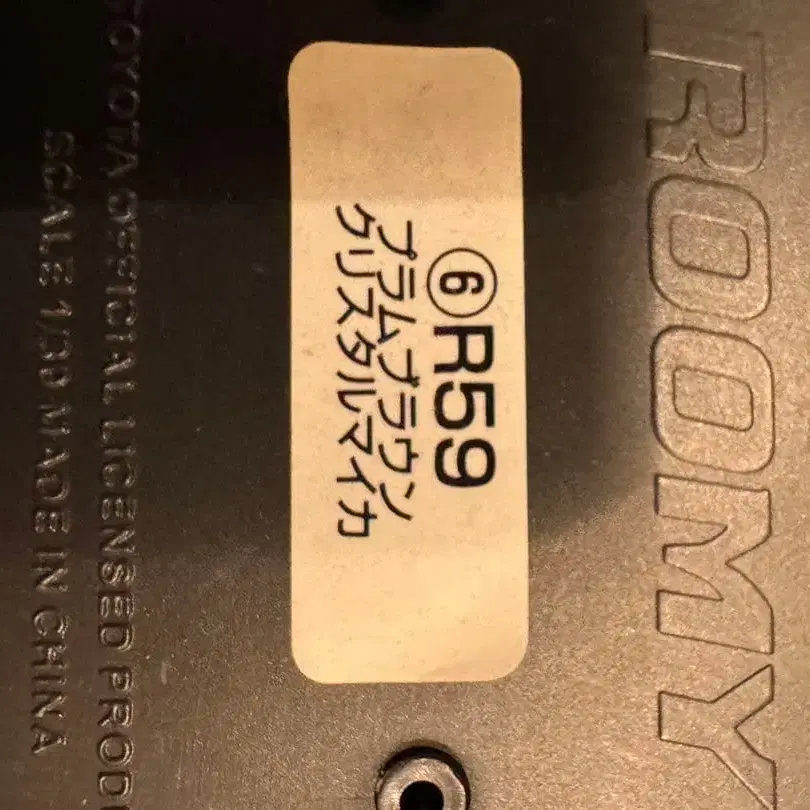 ROOMY
⑥R59
プラムブラウン
クリスタルマイカ
TOYOTA OFFICIAL LICENSED PRODU
SCALE 1/30 MADE IN CHINA